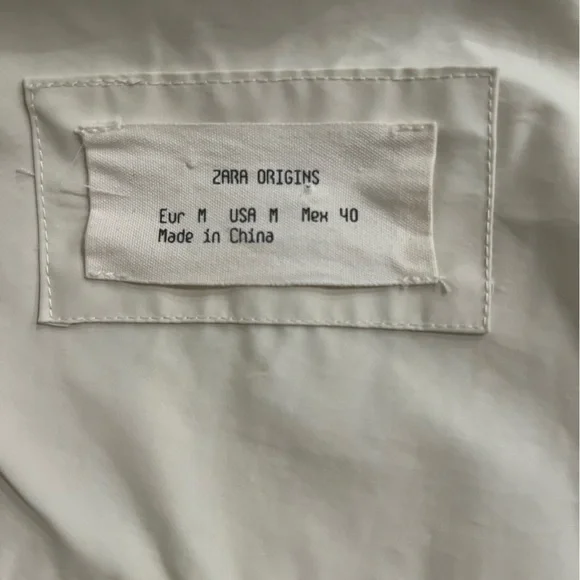 ZARA ORIGINS
Eur M USA M Mex 40
Made in China